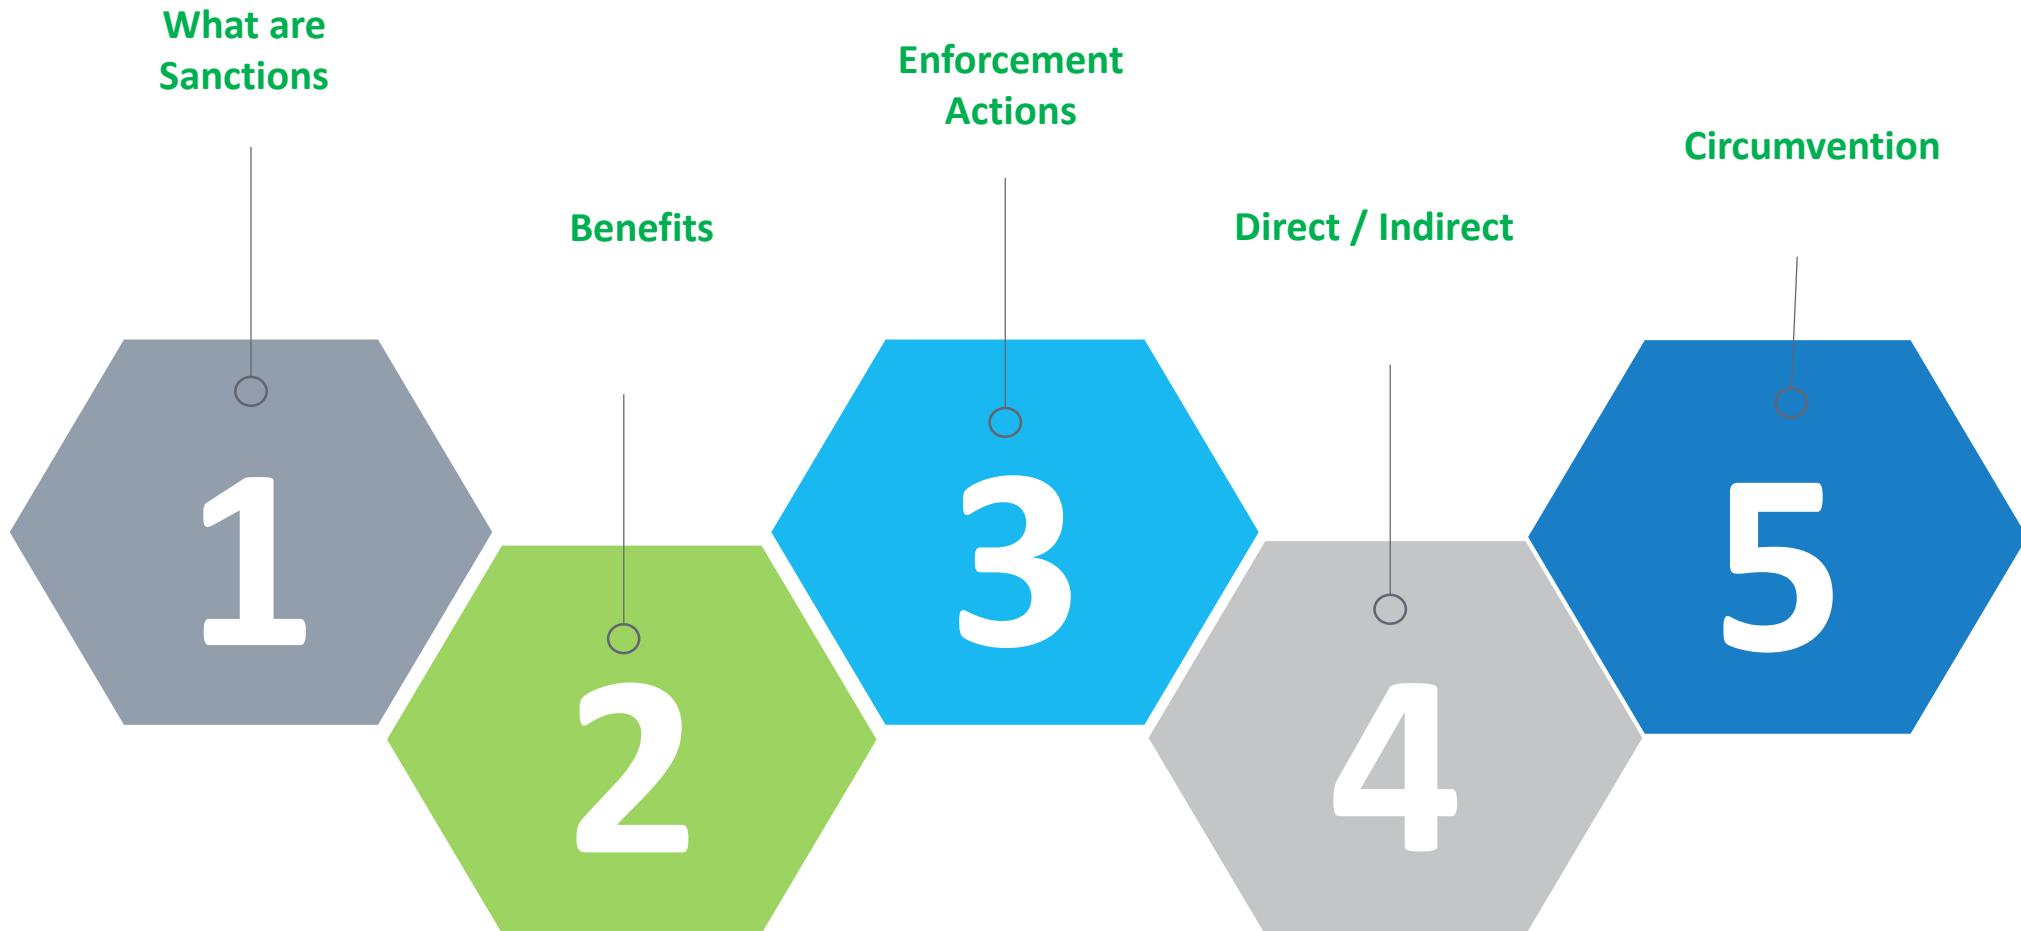 What are
Sanctions
1
Benefits
2
Enforcement
Actions
3
Direct / Indirect
4
Circumvention
5